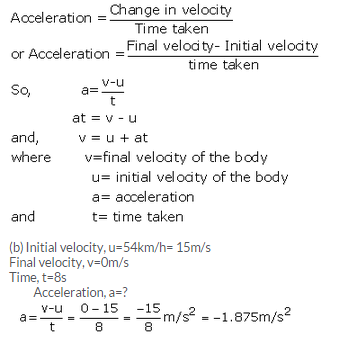 Acceleration = Change in velocity / Time taken
or Acceleration = Final velocity- Initial velocity / time taken
So, a= v-u / t
at = v - u
and, v = u + at
where v=final velocity of the body
u= initial velocity of the body
a= acceleration
and t= time taken
(b) Initial velocity, u=54km/h= 15m/s
Final velocity, v=0m/s
Time, t=8s
Acceleration, a=?
a= v-u / t = 0-15 / 8 = -15 / 8 m/s² = -1.875m/s²